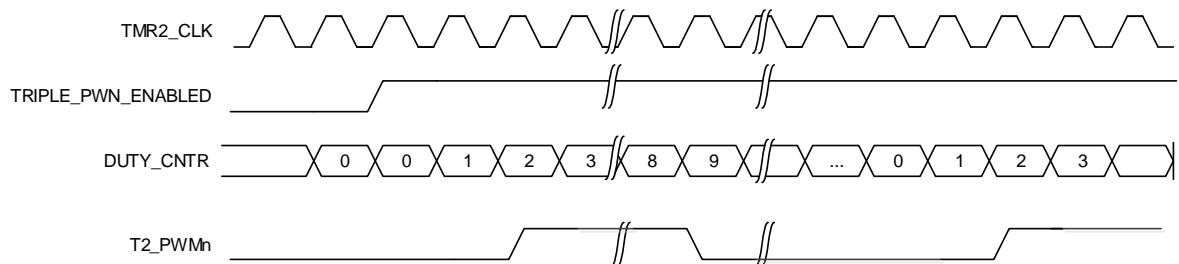 TMR2_CLK
TRIPLE_PWN_ENABLED
DUTY_CNTR 0 0 1 2 3 8 9 ... 0 1 2 3
T2_PWMn